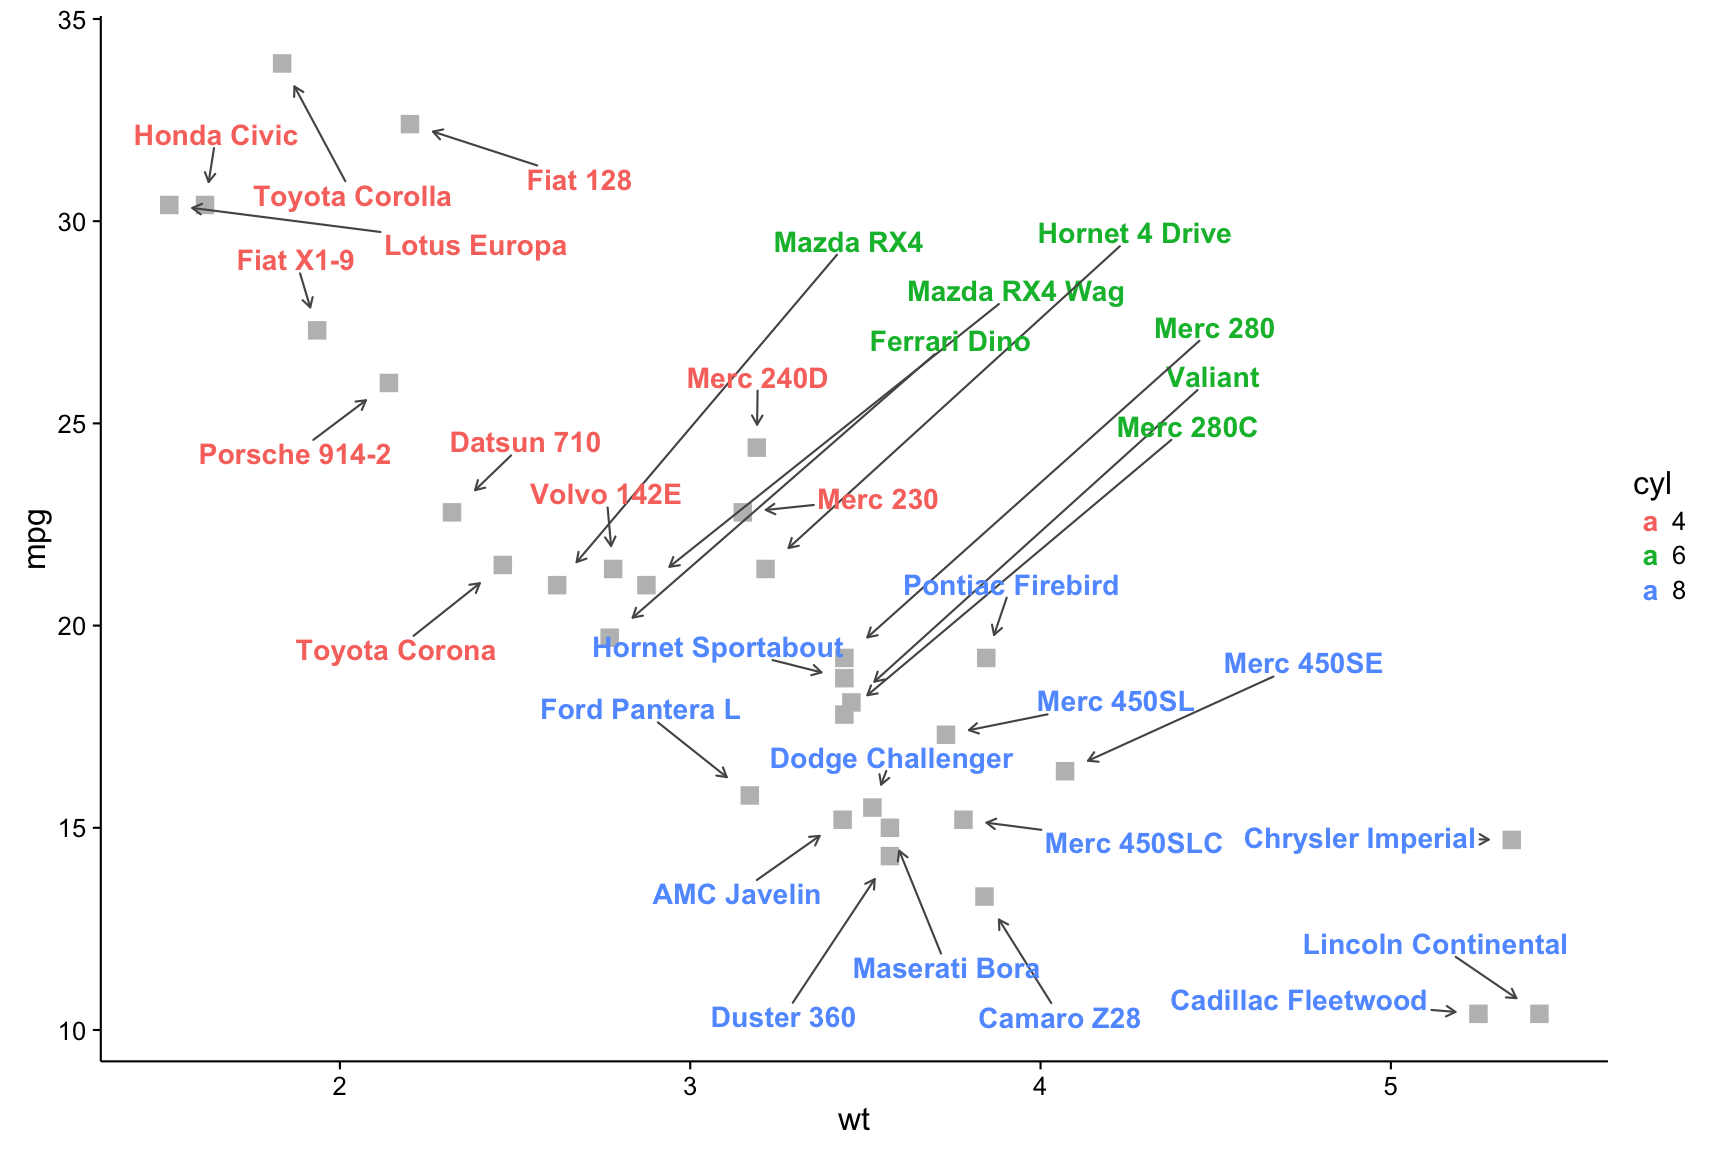 35
Honda Civic
Fiat 128
Toyota Corolla
30
Hornet 4 Drive
Mazda RX4
Lotus Europa
Fiat X1-9
Mazda RX4 Wag
Merc 280
Ferrari Dino
Merc 240D
Valiant
25
Merc 280C
Datsun 710
Porsche 914-2
Volvo 142E
Merc 230
cyl
a 4
a 6
a 8
mpg
Pontiac Firebird
20
Hornet Sportabout
Toyota Corona
Merc 450SE
Merc 450SL
Ford Pantera L
Dodge Challenger
15
Chrysler Imperial
Merc 450SLC
AMC Javelin
Lincoln Continental
Maserati Bora
Cadillac Fleetwood
Duster 360
Camaro Z28
10
2 3 4 5
wt